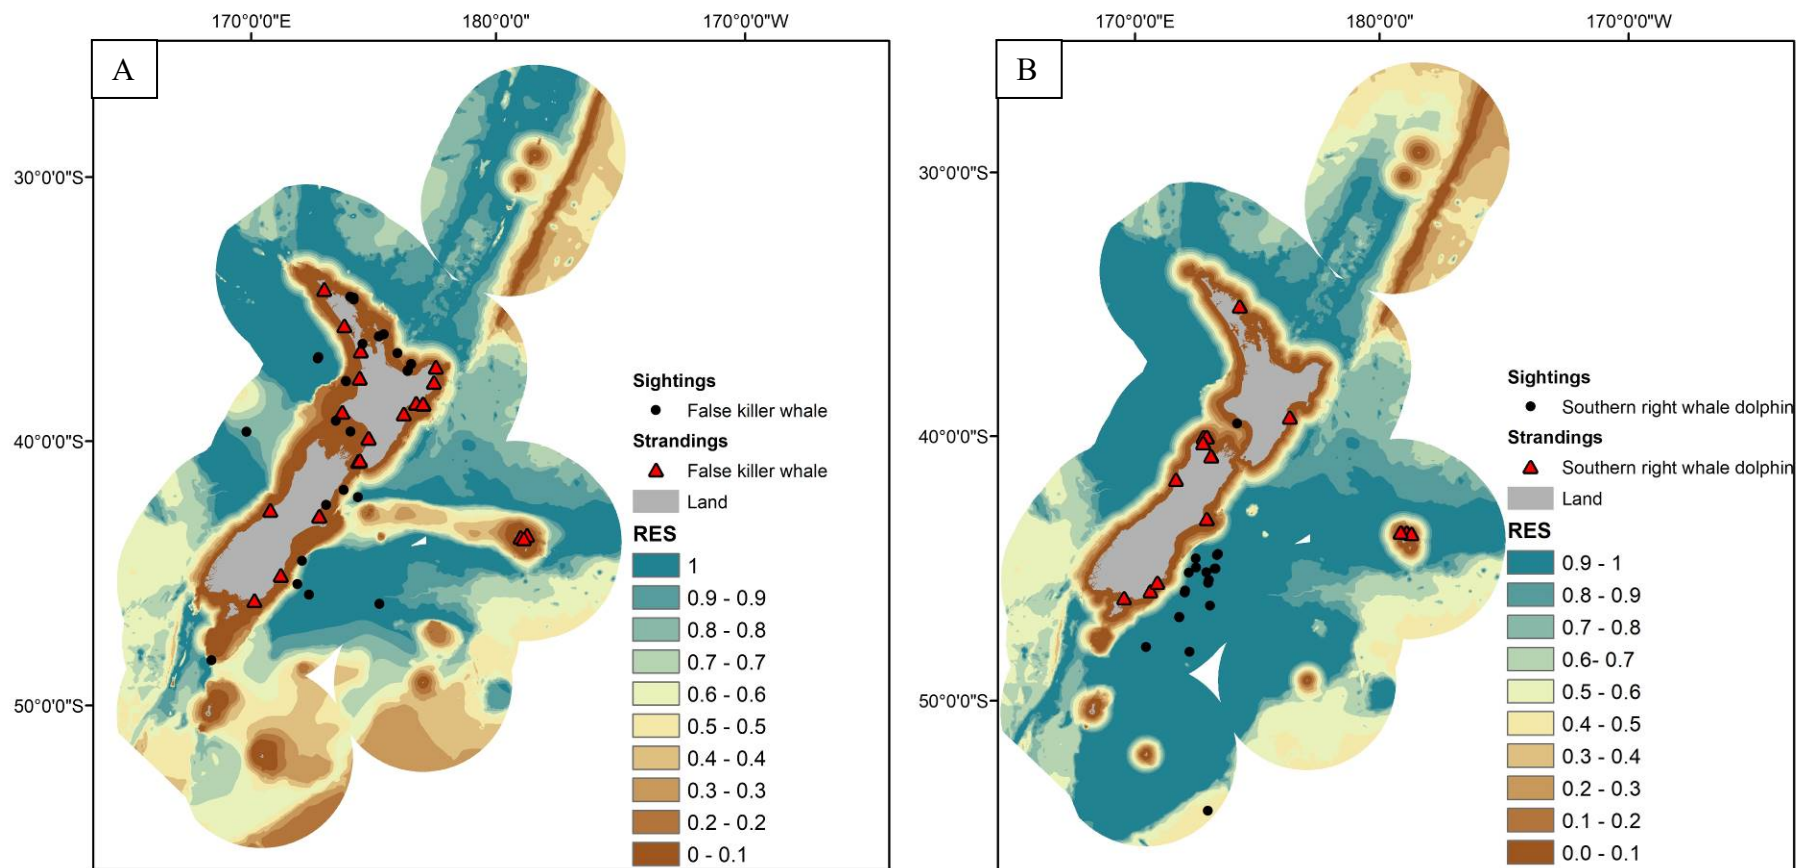 170°0'0"E 180°0'0" 170°0'0"W
A
30°0'0"S
40°0'0"S
50°0'0"S
Sightings
False killer whale
Strandings
False killer whale
Land
RES
1
0.9 - 0.9
0.8 - 0.8
0.7 - 0.7
0.6 - 0.6
0.5 - 0.5
0.4 - 0.4
0.3 - 0.3
0.2 - 0.2
0 - 0.1
170°0'0"E 180°0'0" 170°0'0"W
B
30°0'0"S
40°0'0"S
50°0'0"S
Sightings
Southern right whale dolphin
Strandings
Southern right whale dolphin
Land
RES
0.9 - 1
0.8 - 0.9
0.7 - 0.8
0.6- 0.7
0.5 - 0.6
0.4 - 0.5
0.3 - 0.4
0.2 - 0.3
0.1 - 0.2
0.0 - 0.1